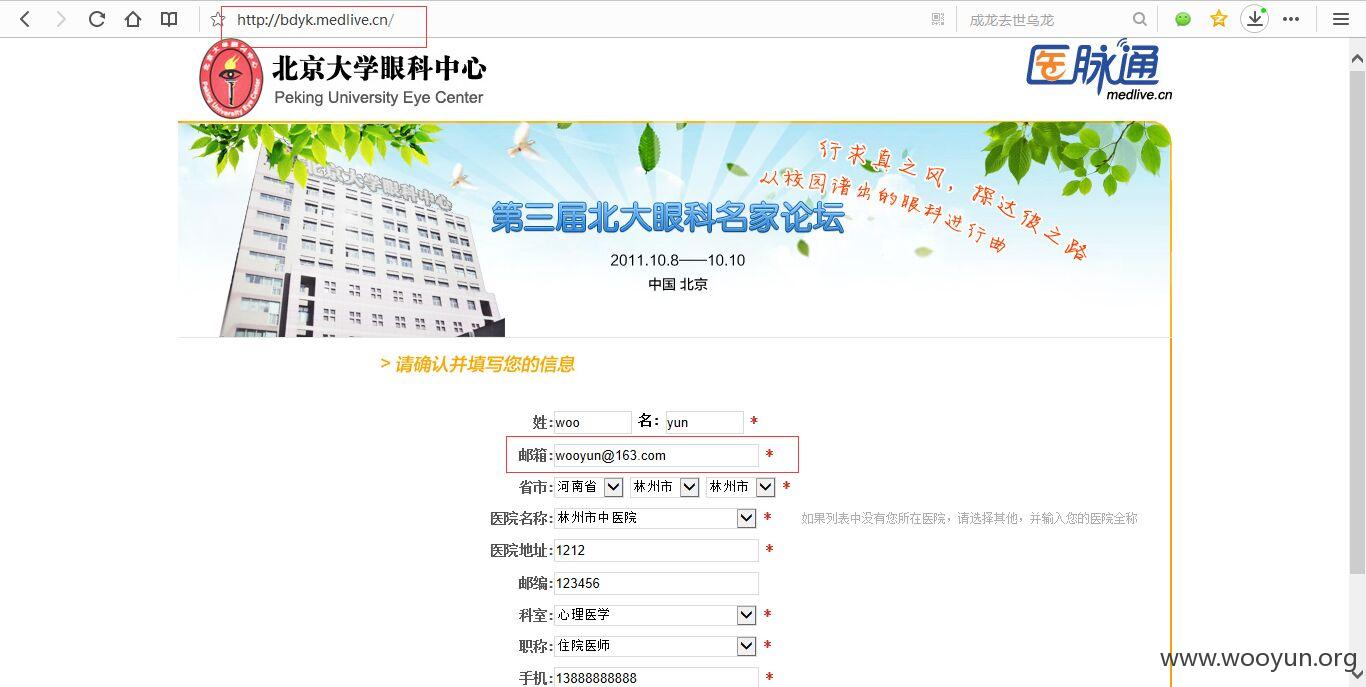 http://bdyk.medlive.cn/
成龙去世乌龙
北京大学眼科中心
Peking University Eye Center
医脉通
medlive.cn
北京大学眼科中心
行求真之风，探达彼之路
从校园谱出的眼科进行曲
第三届北大眼科名家论坛
2011.10.8——10.10
中国 北京
> 请确认并填写您的信息
姓: woo 名： yun *
邮箱: wooyun@163.com *
省市: 河南省 林州市 林州市 *
医院名称: 林州市中医院 * 如果列表中没有您所在医院，请选择其他，并输入您的医院全称
医院地址: 1212 *
邮编: 123456
科室: 心理医学 *
职称: 住院医师 *
手机: 13888888888 *
www.wooyun.org